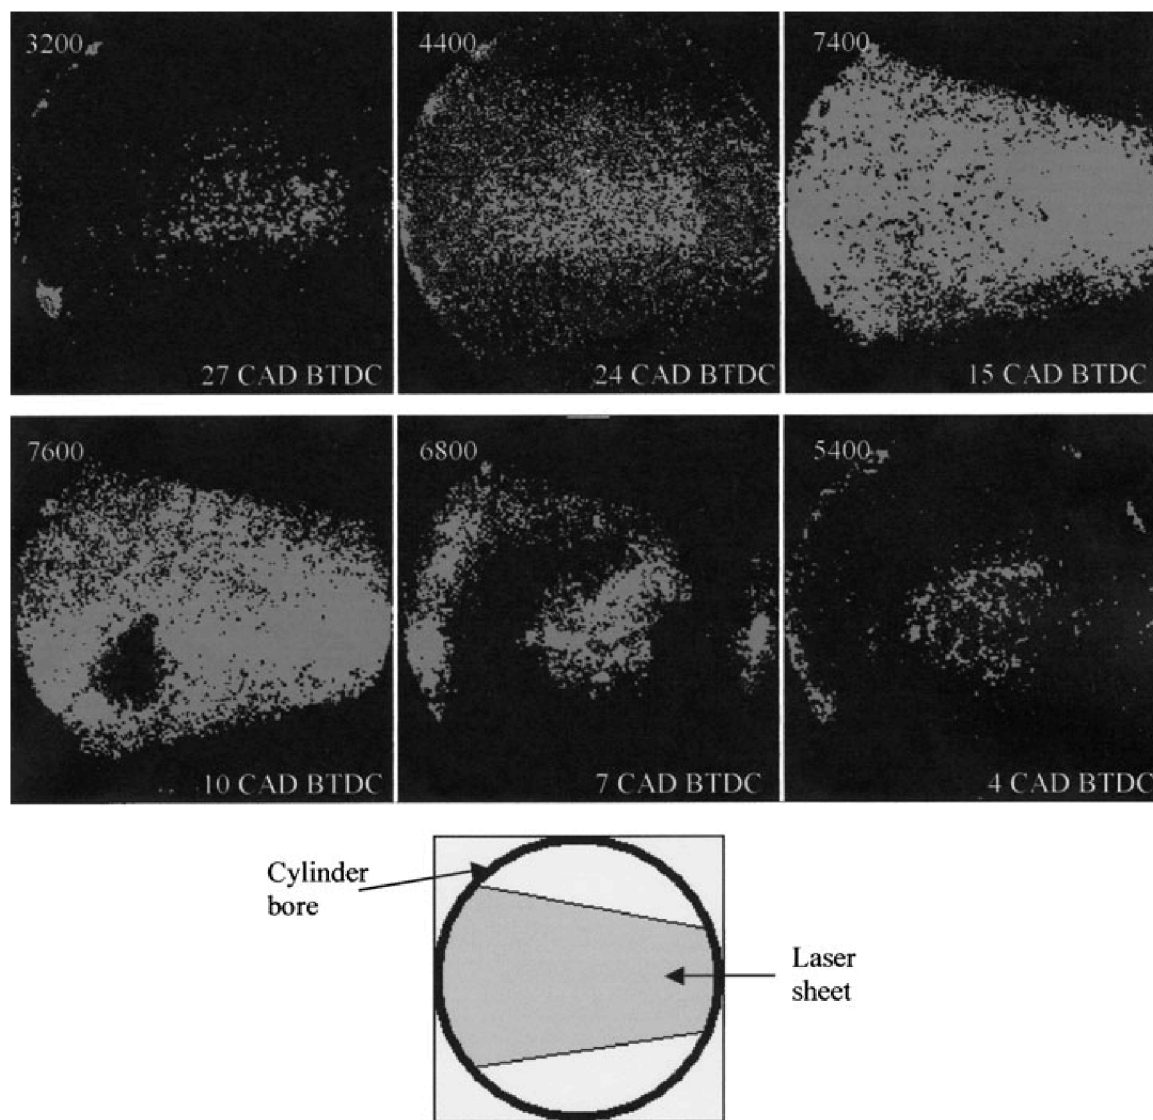 3200
4400
7400
27 CAD BTDC
24 CAD BTDC
15 CAD BTDC
7600
6800
5400
10 CAD BTDC
7 CAD BTDC
4 CAD BTDC
Cylinder
bore
Laser
sheet